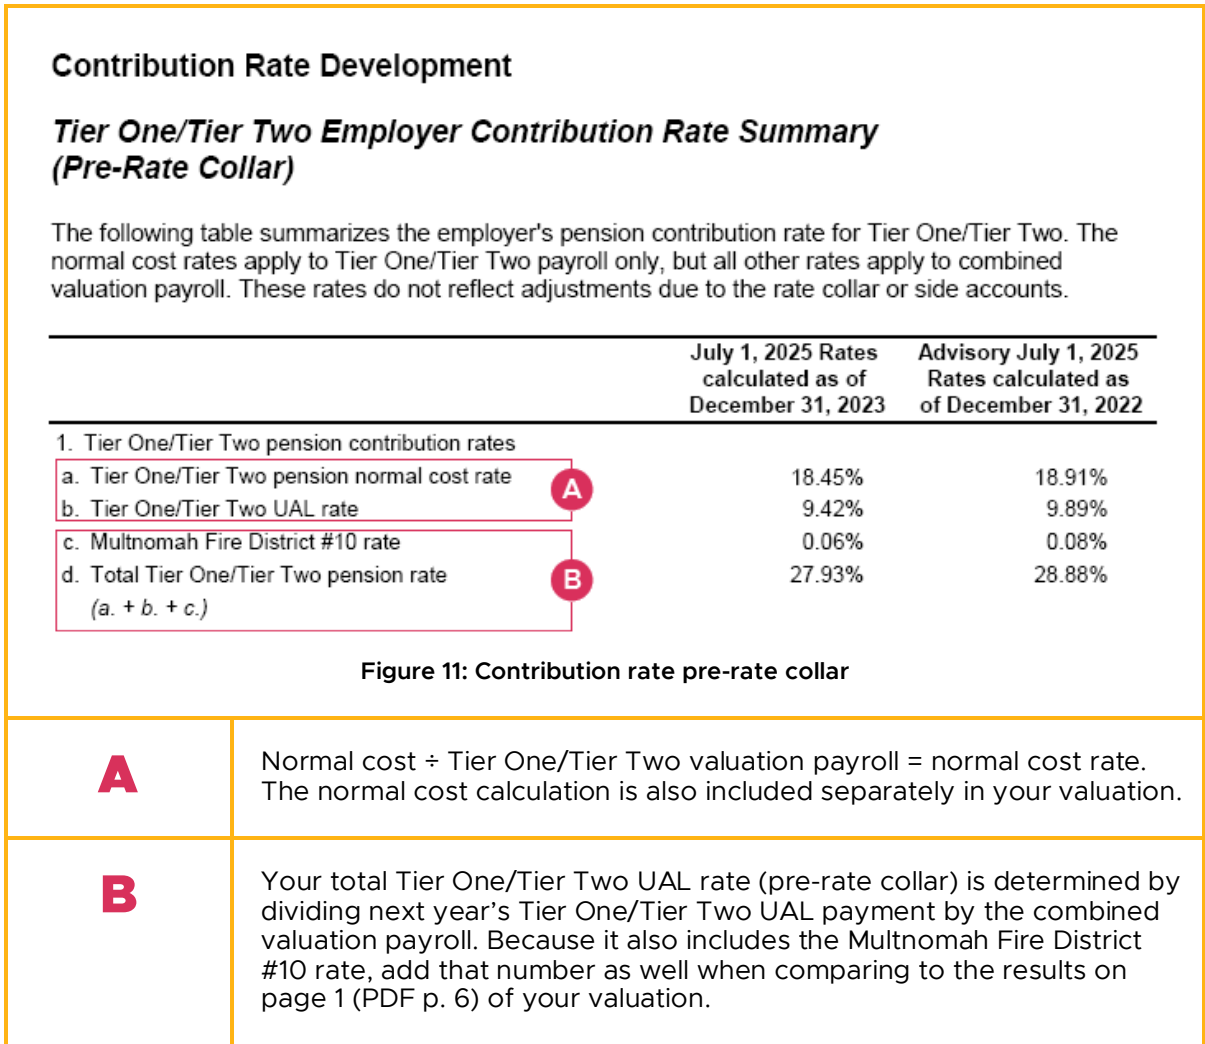 Contribution Rate Development
Tier One/Tier Two Employer Contribution Rate Summary
(Pre-Rate Collar)
The following table summarizes the employer's pension contribution rate for Tier One/Tier Two. The
normal cost rates apply to Tier One/Tier Two payroll only, but all other rates apply to combined
valuation payroll. These rates do not reflect adjustments due to the rate collar or side accounts.
July 1, 2025 Rates Advisory July 1, 2025
calculated as of Rates calculated as
December 31, 2023 of December 31, 2022
1. Tier One/Tier Two pension contribution rates
a. Tier One/Tier Two pension normal cost rate A 18.45% 18.91%
b. Tier One/Tier Two UAL rate 9.42% 9.89%
c. Multnomah Fire District #10 rate 0.06% 0.08%
d. Total Tier One/Tier Two pension rate B 27.93% 28.88%
(a. + b. + c.)
Figure 11: Contribution rate pre-rate collar
A
Normal cost ÷ Tier One/Tier Two valuation payroll = normal cost rate.
The normal cost calculation is also included separately in your valuation.
B
Your total Tier One/Tier Two UAL rate (pre-rate collar) is determined by
dividing next year’s Tier One/Tier Two UAL payment by the combined
valuation payroll. Because it also includes the Multnomah Fire District
#10 rate, add that number as well when comparing to the results on
page 1 (PDF p. 6) of your valuation.